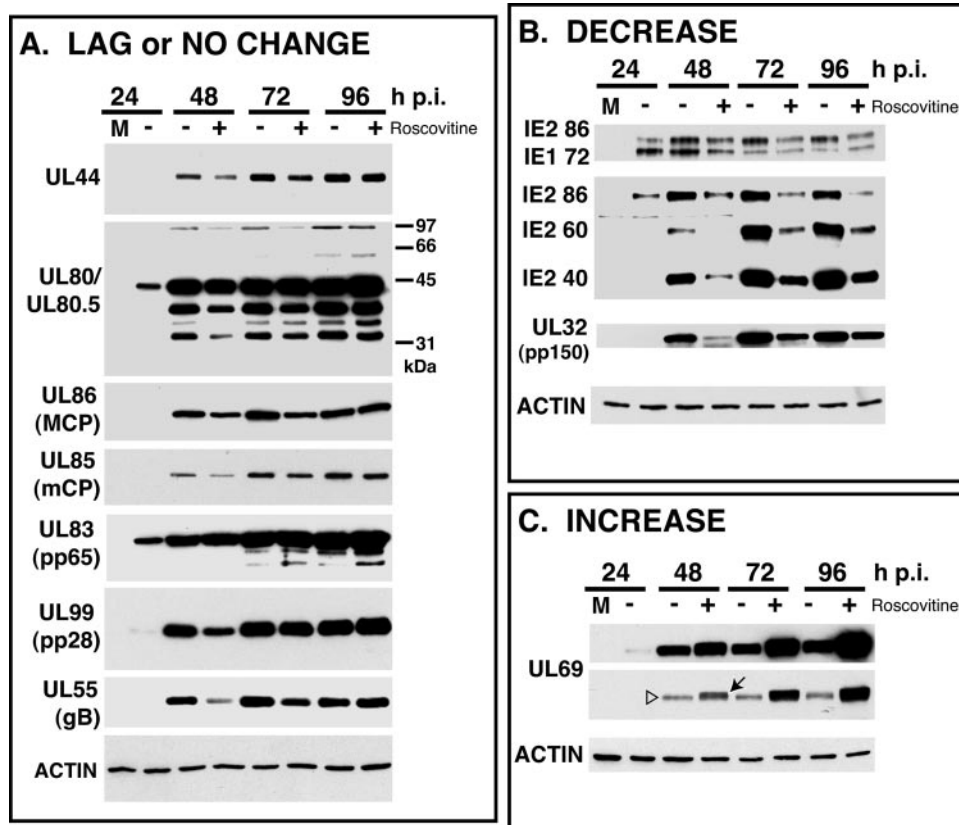 A. LAG or NO CHANGE
24 48 72 96 h p.i.
M - - + - + - + Roscovitine
UL44
97
66
UL80/
UL80.5
45
31
kDa
UL86
(MCP)
UL85
(mCP)
UL83
(pp65)
UL99
(pp28)
UL55
(gB)
ACTIN
B. DECREASE
24 48 72 96 h p.i.
M - - + - + - + Roscovitine
IE2 86
IE1 72
IE2 86
IE2 60
IE2 40
UL32
(pp150)
ACTIN
C. INCREASE
24 48 72 96 h p.i.
M - - + - + - + Roscovitine
UL69
ACTIN